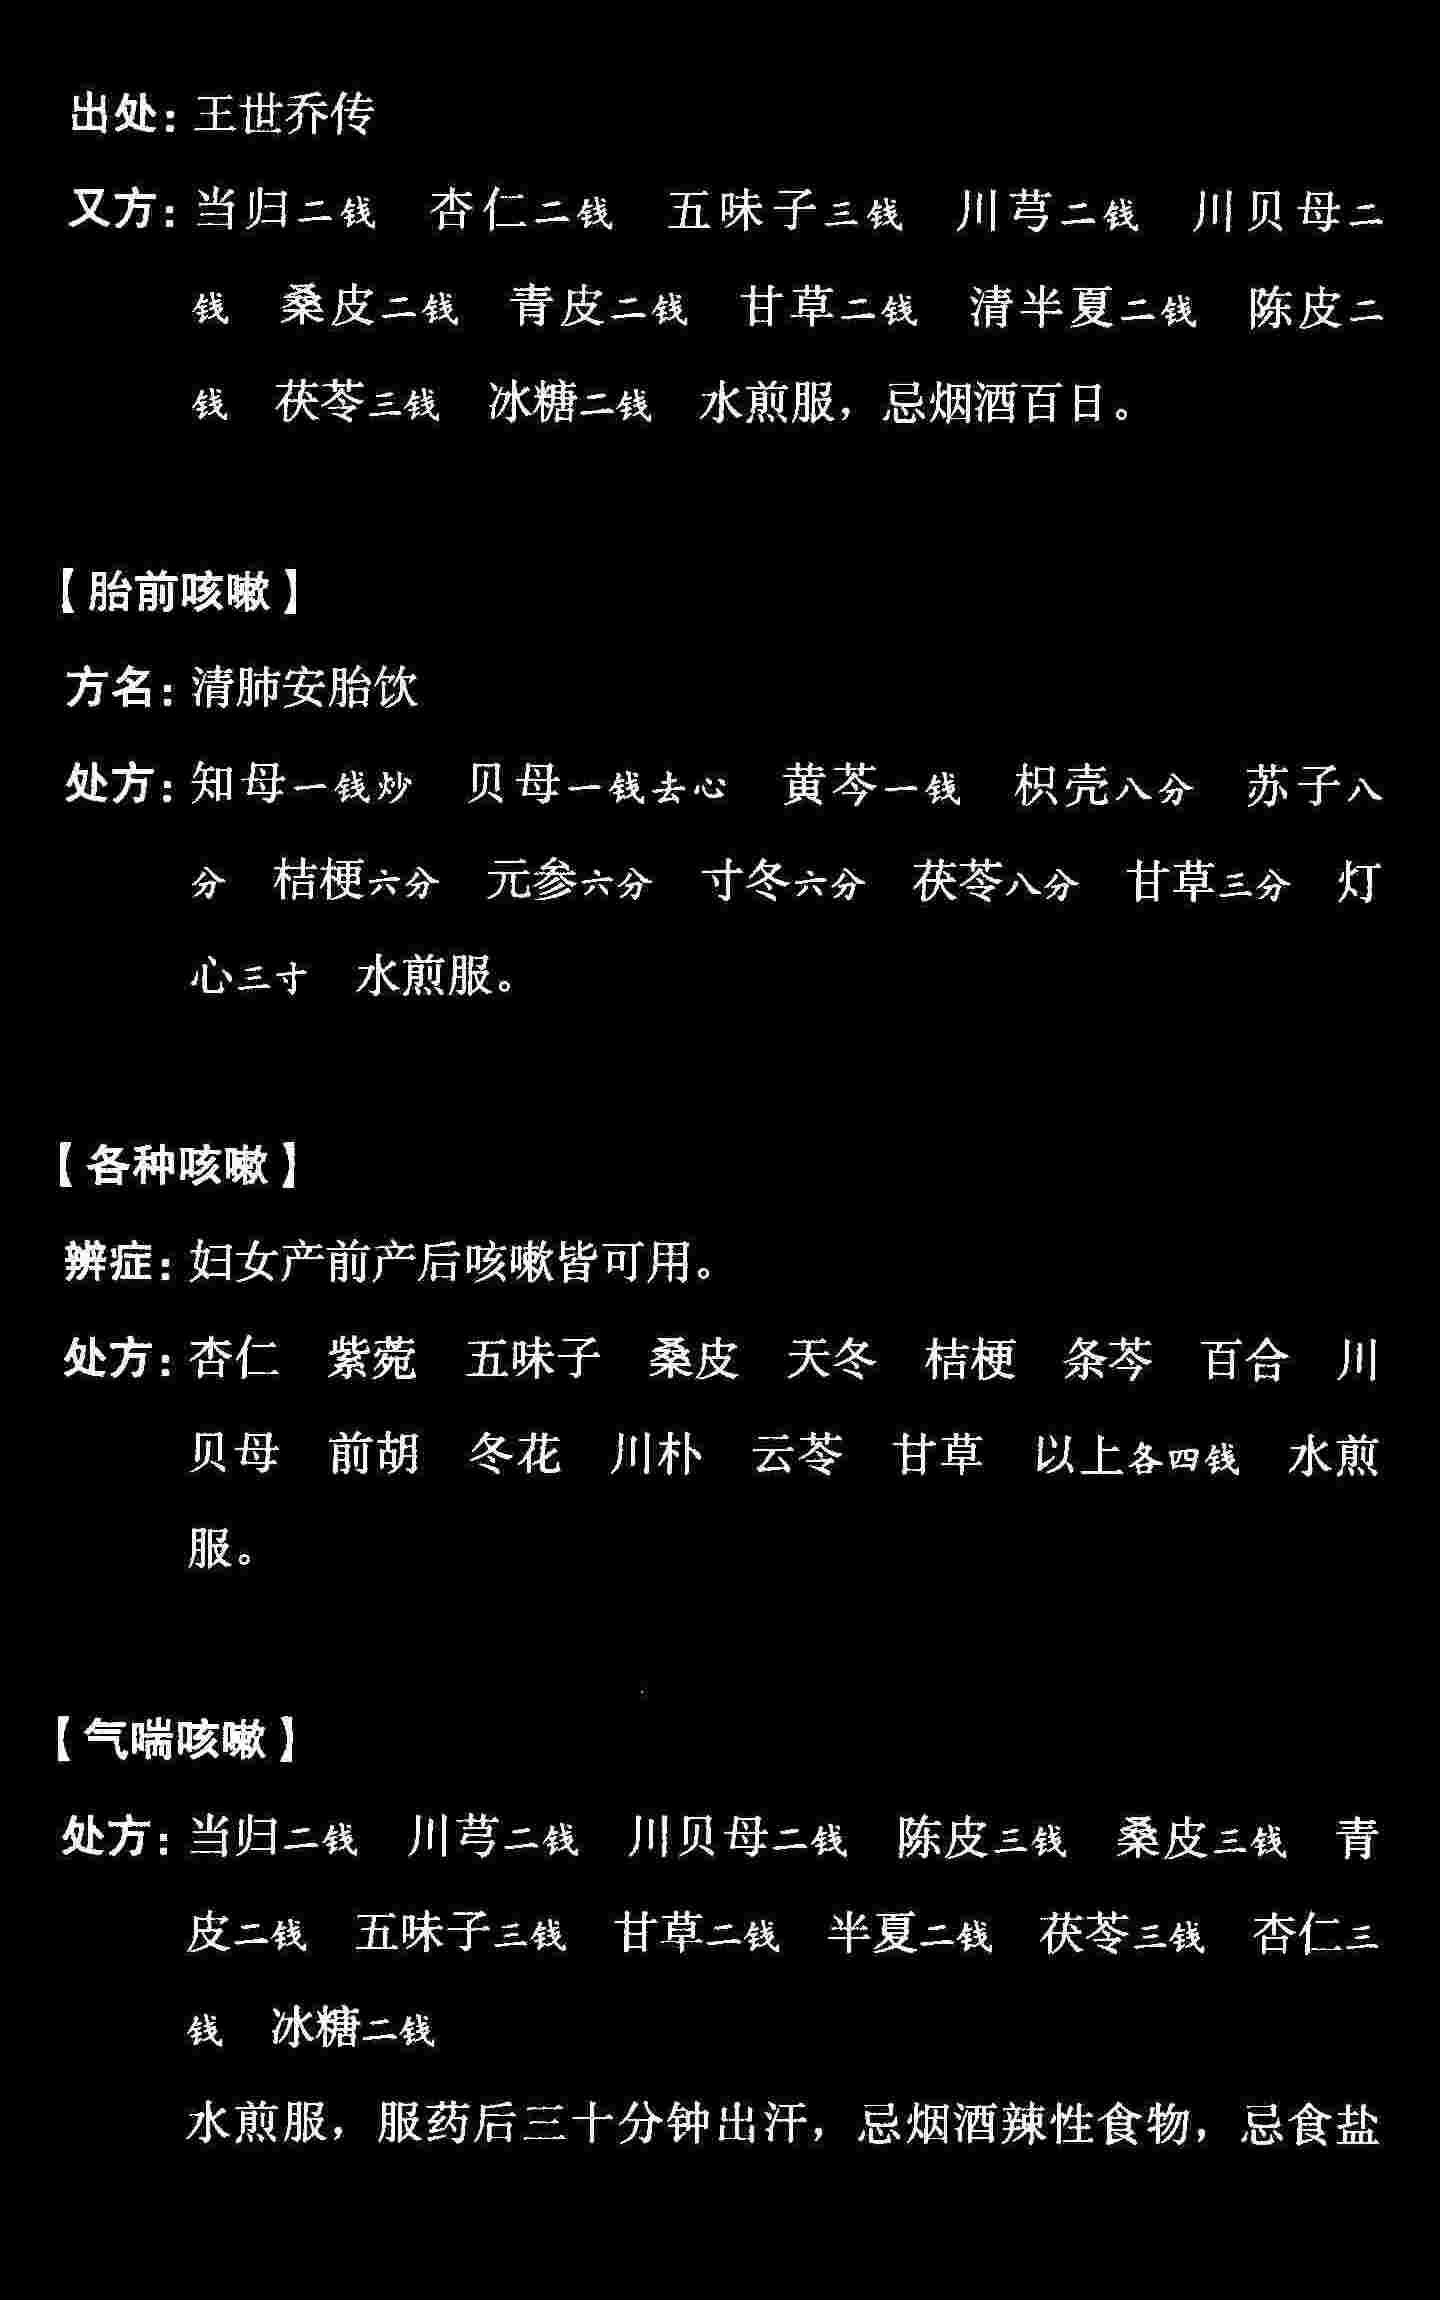 出处：王世乔传
又方：当归二钱　杏仁二钱　五味子三钱　川芎二钱　川贝母二
钱　桑皮二钱　青皮二钱　甘草二钱　清半夏二钱　陈皮二
钱　茯苓三钱　冰糖二钱　水煎服，忌烟酒百日。
【胎前咳嗽】
方名：清肺安胎饮
处方：知母一钱炒　贝母一钱去心　黄芩一钱　枳壳八分　苏子八
分　桔梗六分　元参六分　寸冬六分　茯苓八分　甘草三分　灯
心三寸　水煎服。
【各种咳嗽】
辨症：妇女产前产后咳嗽皆可用。
处方：杏仁　紫菀　五味子　桑皮　天冬　桔梗　条芩　百合　川
贝母　前胡　冬花　川朴　云苓　甘草　以上各四钱　水煎
服。
【气喘咳嗽】
处方：当归二钱　川芎二钱　川贝母二钱　陈皮三钱　桑皮三钱　青
皮二钱　五味子三钱　甘草二钱　半夏二钱　茯苓三钱　杏仁三
钱　冰糖二钱
水煎服，服药后三十分钟出汗，忌烟酒辣性食物，忌食盐